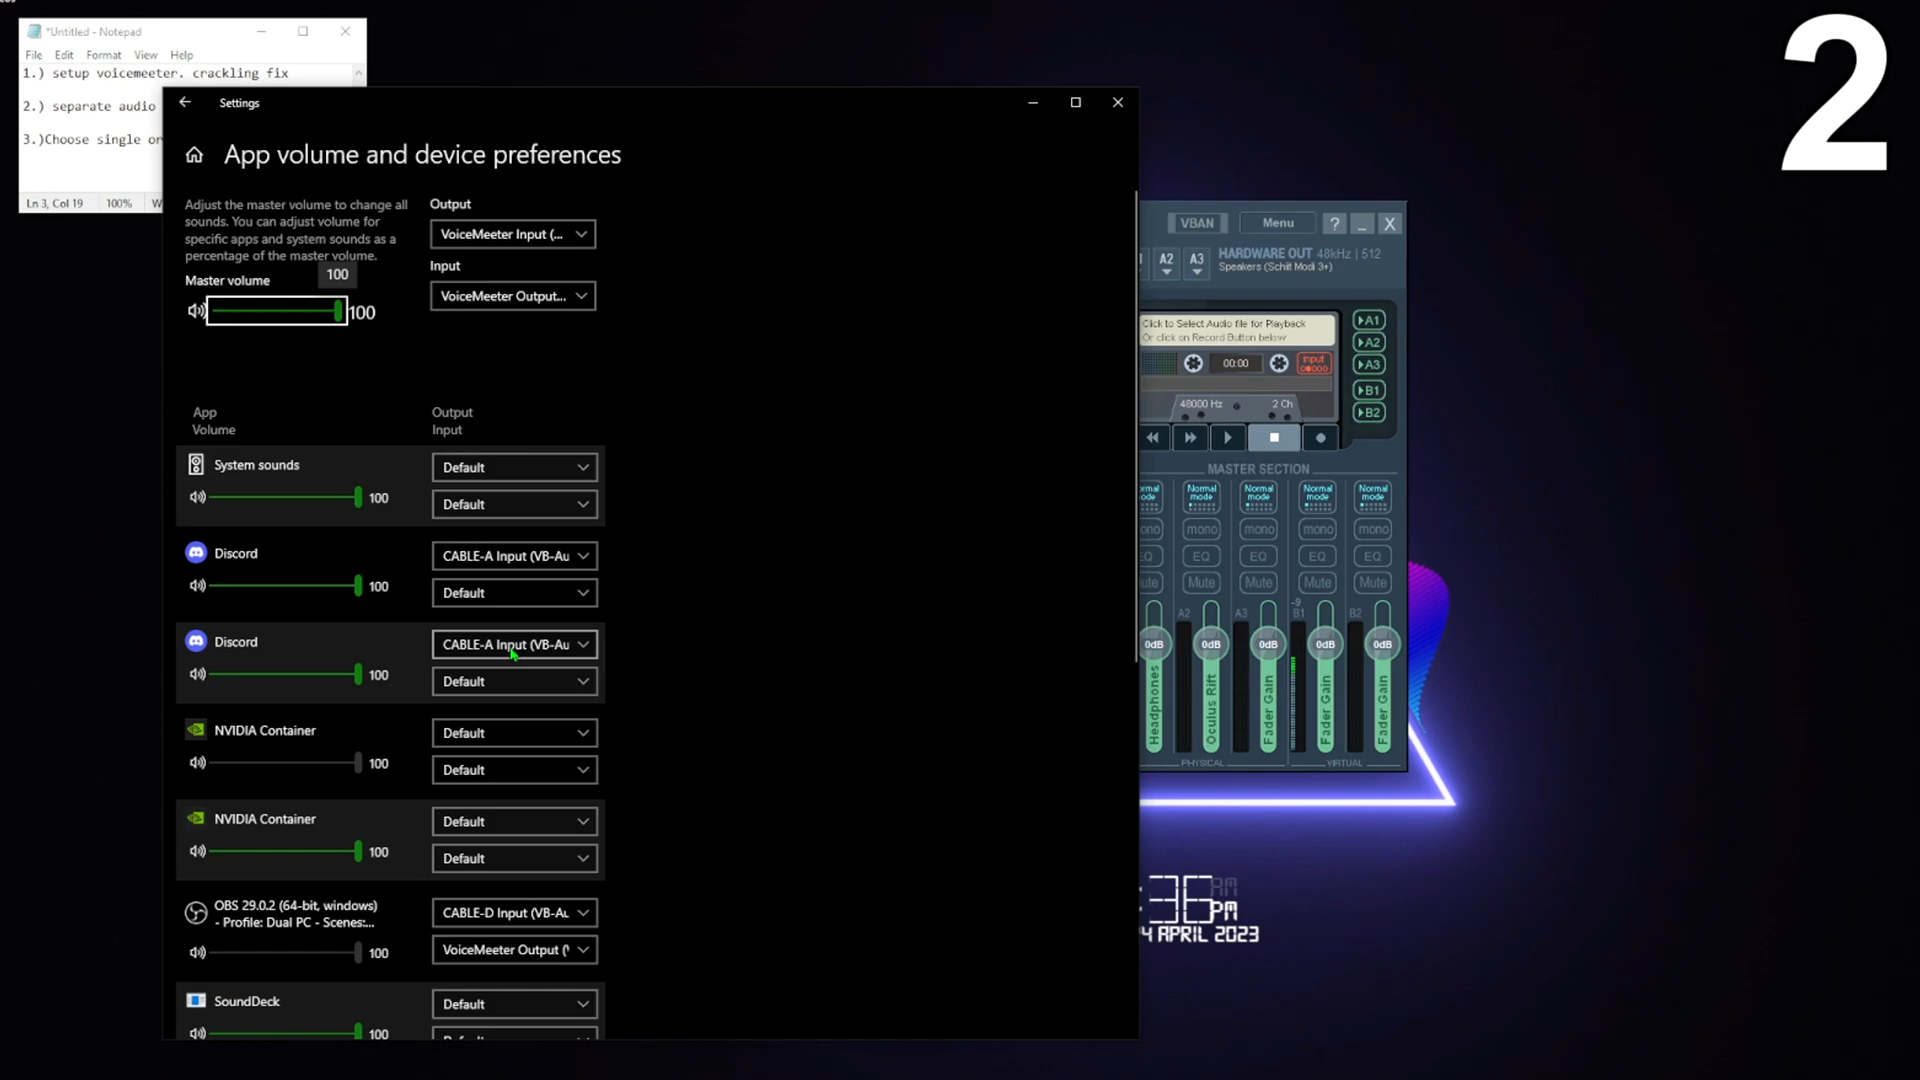 *Untitled - Notepad
File Edit Format View Help
1.) setup voicemeeter. crackling fix
2.) separate audio
3.)Choose single or
Ln 3, Col 19 100% W
2
Settings
App volume and device preferences
Adjust the master volume to change all
sounds. You can adjust volume for
specific apps and system sounds as a
percentage of the master volume.
Master volume
100
100
Output
VoiceMeeter Input (...
Input
VoiceMeeter Output...
App
Volume
Output
Input
System sounds
100
Default
Default
Discord
100
CABLE-A Input (VB-Au
Default
Discord
100
CABLE-A Input (VB-Au
Default
NVIDIA Container
100
Default
Default
NVIDIA Container
100
Default
Default
OBS 29.0.2 (64-bit, windows)
- Profile: Dual PC - Scenes:...
100
CABLE-D Input (VB-Au
VoiceMeeter Output (
SoundDeck
100
Default
VBAN Menu ? _ X
A2 A3 HARDWARE OUT 48kHz | 512
Speakers (Schiit Modi 3+)
Click to Select Audio file for Playback
Or click on Record Button below
00:00 input
48000 Hz 2 Ch
A1
A2
A3
B1
B2
MASTER SECTION
Normal mode Normal mode Normal mode Normal mode
mono mono mono mono
EQ EQ EQ EQ
Mute Mute Mute Mute
-9
A2 A3 B1 B2
0dB 0dB 0dB 0dB 0dB
Headphones Oculus Rift Fader Gain Fader Gain Fader Gain
PHYSICAL VIRTUAL
:36 AM
PM
4 APRIL 2023